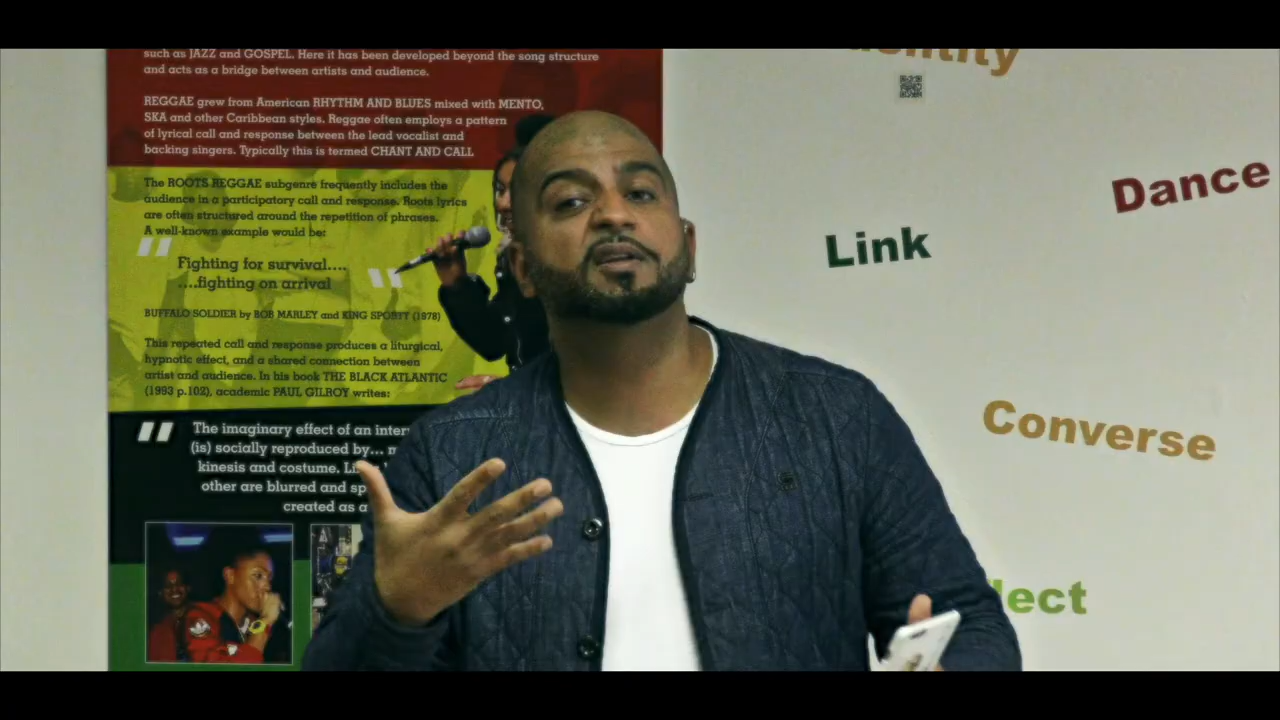 such as JAZZ and GOSPEL. Here it has been developed beyond the song structure
and acts as a bridge between artists and audience.
REGGAE grew from American RHYTHM AND BLUES mixed with MENTO,
SKA and other Caribbean styles. Reggae often employs a pattern
of lyrical call and response between the lead vocalist and
backing singers. Typically this is termed CHANT AND CALL
The ROOTS REGGAE subgenre frequently includes the
audience in a participatory call and response. Roots lyrics
are often structured around the repetition of phrases.
A well-known example would be:
"
Fighting for survival....
....fighting on arrival
"
BUFFALO SOLDIER by BOB MARLEY and KING SPORTY (1978)
This repeated call and response produces a liturgical,
hypnotic effect, and a shared connection between
artist and audience. In his book THE BLACK ATLANTIC
(1993 p.102), academic PAUL GILROY writes:
"
The imaginary effect of an
(is) socially reproduced by...
kinesis and costume.
other are blurred and
created as
Dance
Link
Converse